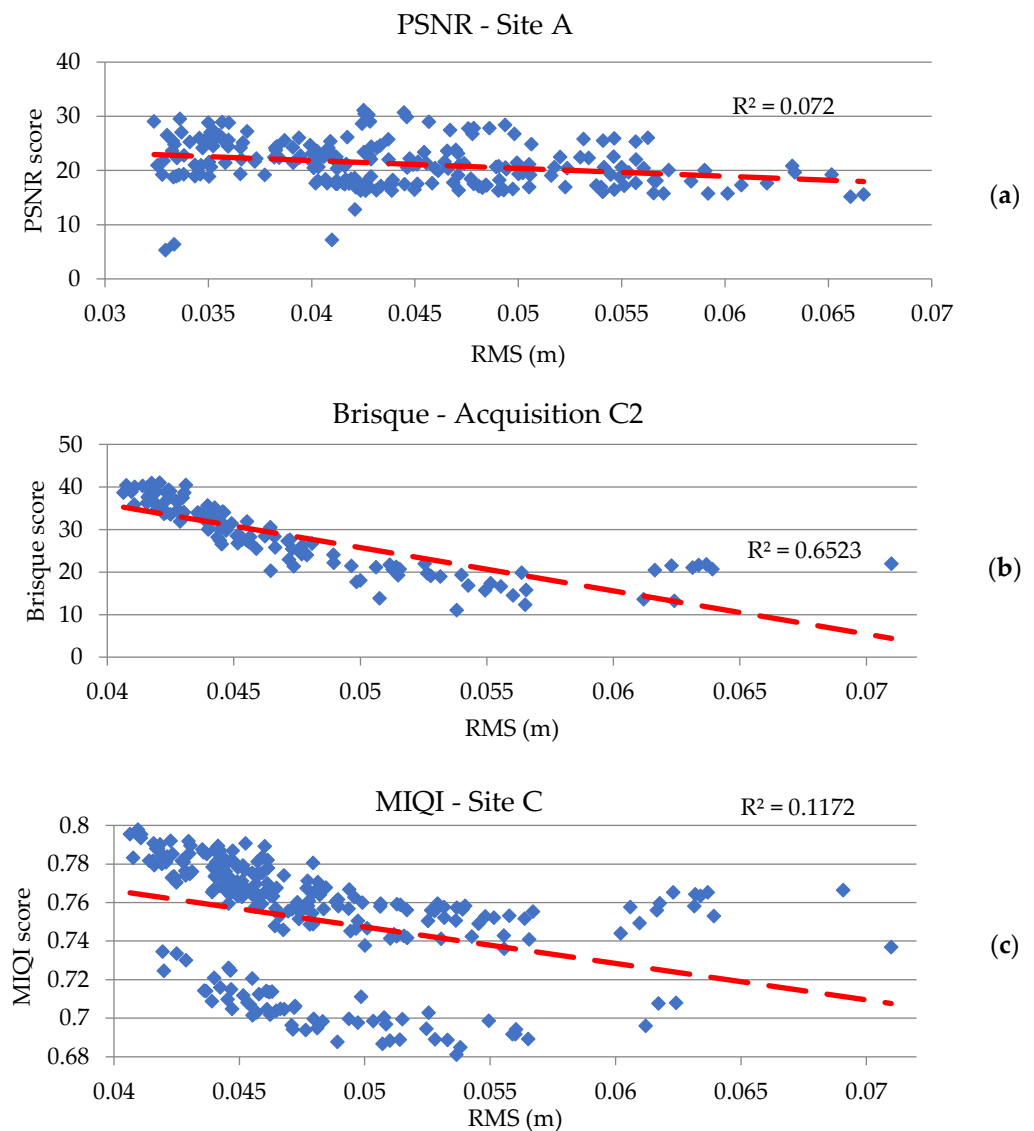 PSNR - Site A
40
30
20
10
0
PSNR score
R² = 0.072
0.03 0.035 0.04 0.045 0.05 0.055 0.06 0.065 0.07
RMS (m)
(a)
Brisque - Acquisition C2
50
40
30
20
10
0
Brisque score
R² = 0.6523
0.04 0.045 0.05 0.055 0.06 0.065 0.07
RMS (m)
(b)
MIQI - Site C
R² = 0.1172
0.8
0.78
0.76
0.74
0.72
0.7
0.68
MIQI score
0.04 0.045 0.05 0.055 0.06 0.065 0.07
RMS (m)
(c)